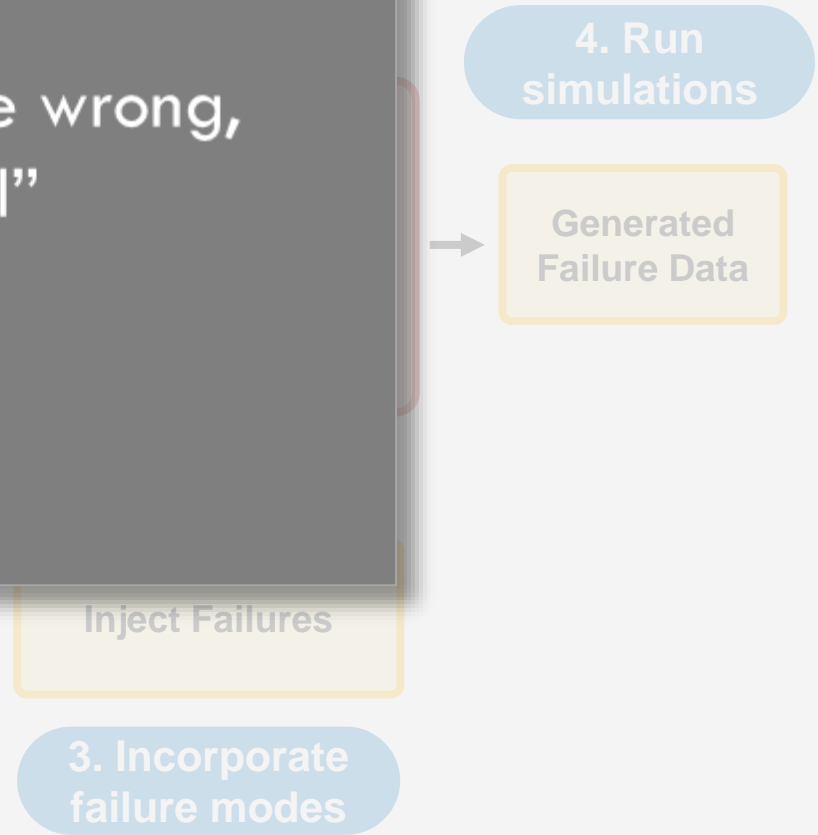 4. Run
simulations
e wrong,
l”
Generated
Failure Data
Inject Failures
3. Incorporate
failure modes